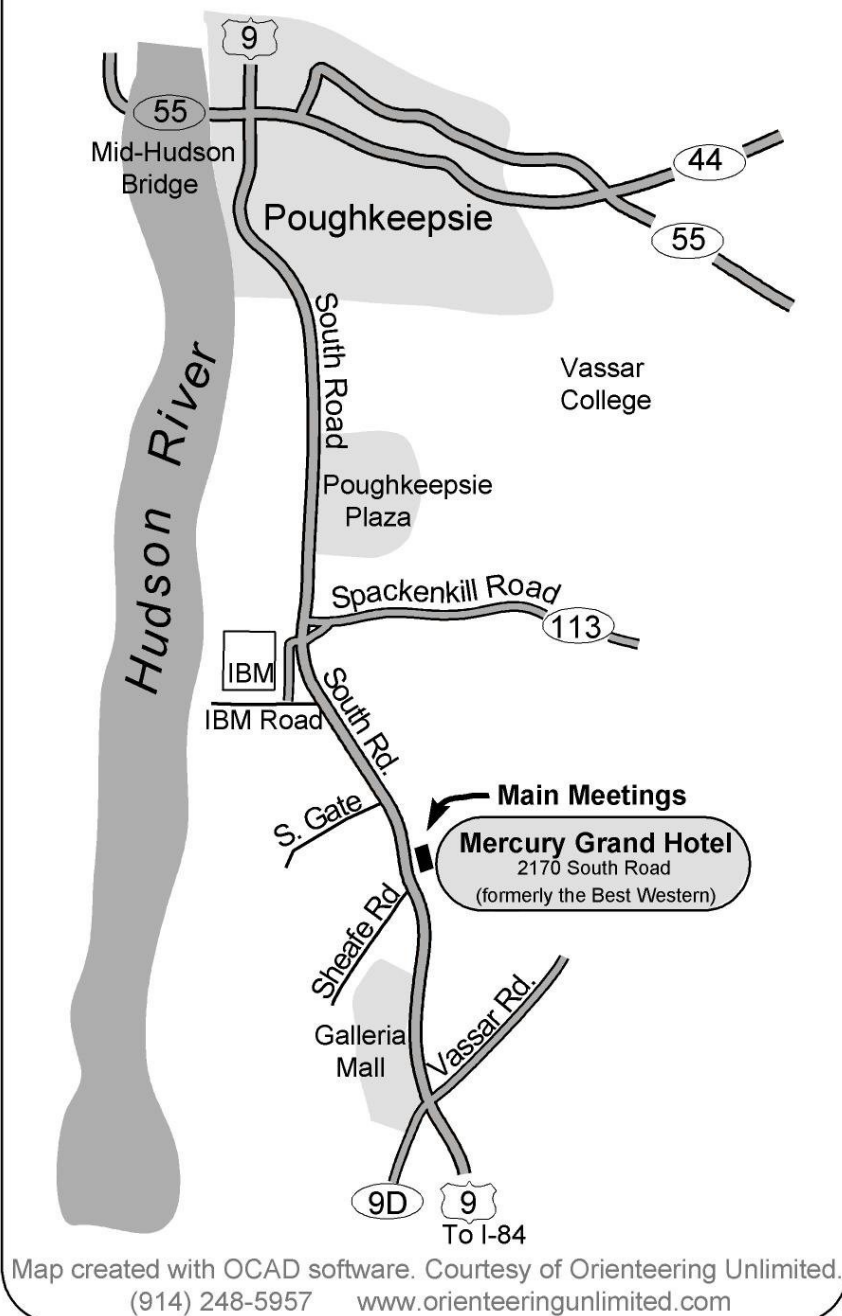 9
55
Mid-Hudson
Bridge
44
Poughkeepsie
55
South Road
Vassar
College
Hudson River
Poughkeepsie
Plaza
Spackenkill Road
113
IBM
IBM Road
South Rd.
Main Meetings
S. Gate
Mercury Grand Hotel
2170 South Road
(formerly the Best Western)
Sheafe Rd
Vassar Rd.
Galleria
Mall
9D
9
To I-84
Map created with OCAD software. Courtesy of Orienteering Unlimited.
(914) 248-5957 www.orienteeringunlimited.com